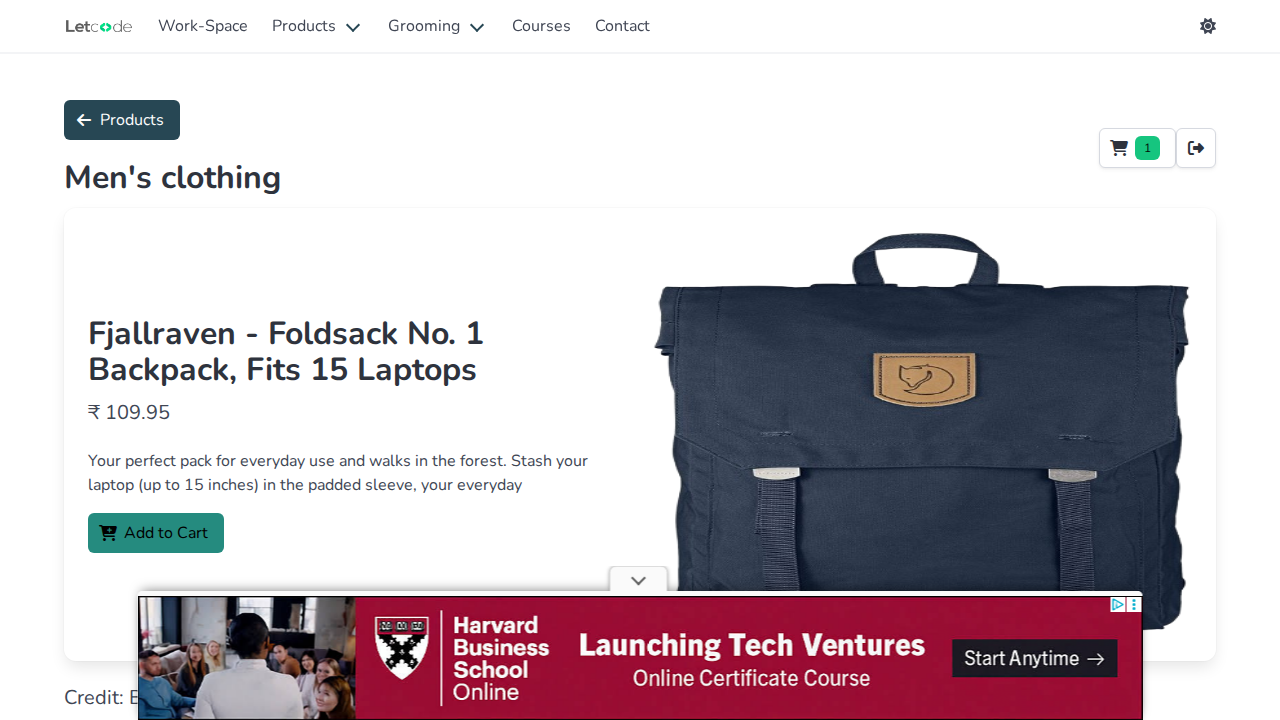 Letcode Work-Space Products Grooming Courses Contact
Products
1
Men's clothing
Fjallraven - Foldsack No. 1
Backpack, Fits 15 Laptops
₹ 109.95
Your perfect pack for everyday use and walks in the forest. Stash your
laptop (up to 15 inches) in the padded sleeve, your everyday
Add to Cart
Harvard
Business
School
Online
Launching Tech Ventures
Online Certificate Course
Start Anytime →
Credit: